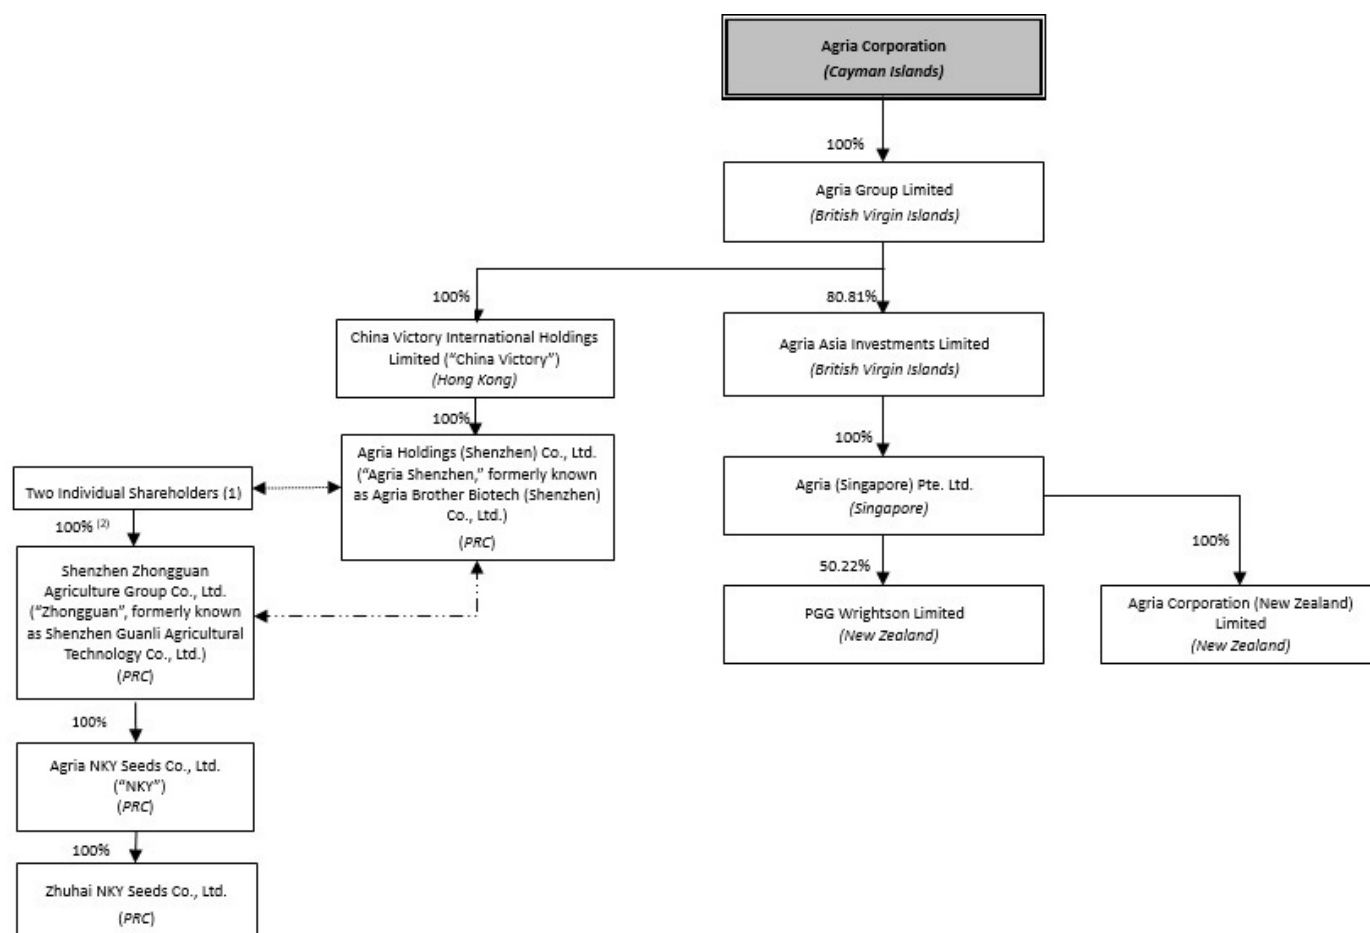 Agria Corporation
(Cayman Islands)
100%
Agria Group Limited
(British Virgin Islands)
100%
80.81%
China Victory International Holdings
Limited (“China Victory”)
(Hong Kong)
Agria Asia Investments Limited
(British Virgin Islands)
100%
100%
Agria Holdings (Shenzhen) Co., Ltd.
(“Agria Shenzhen,” formerly known
as Agria Brother Biotech (Shenzhen)
Co., Ltd.)
(PRC)
Two Individual Shareholders (1)
Agria (Singapore) Pte. Ltd.
(Singapore)
100% (2)
50.22%
100%
Shenzhen Zhongguan
Agriculture Group Co., Ltd.
(“Zhongguan”, formerly known
as Shenzhen Guanli Agricultural
Technology Co., Ltd.)
(PRC)
PGG Wrightson Limited
(New Zealand)
Agria Corporation (New Zealand)
Limited
(New Zealand)
100%
Agria NKY Seeds Co., Ltd.
(“NKY”)
(PRC)
100%
Zhuhai NKY Seeds Co., Ltd.
(PRC)